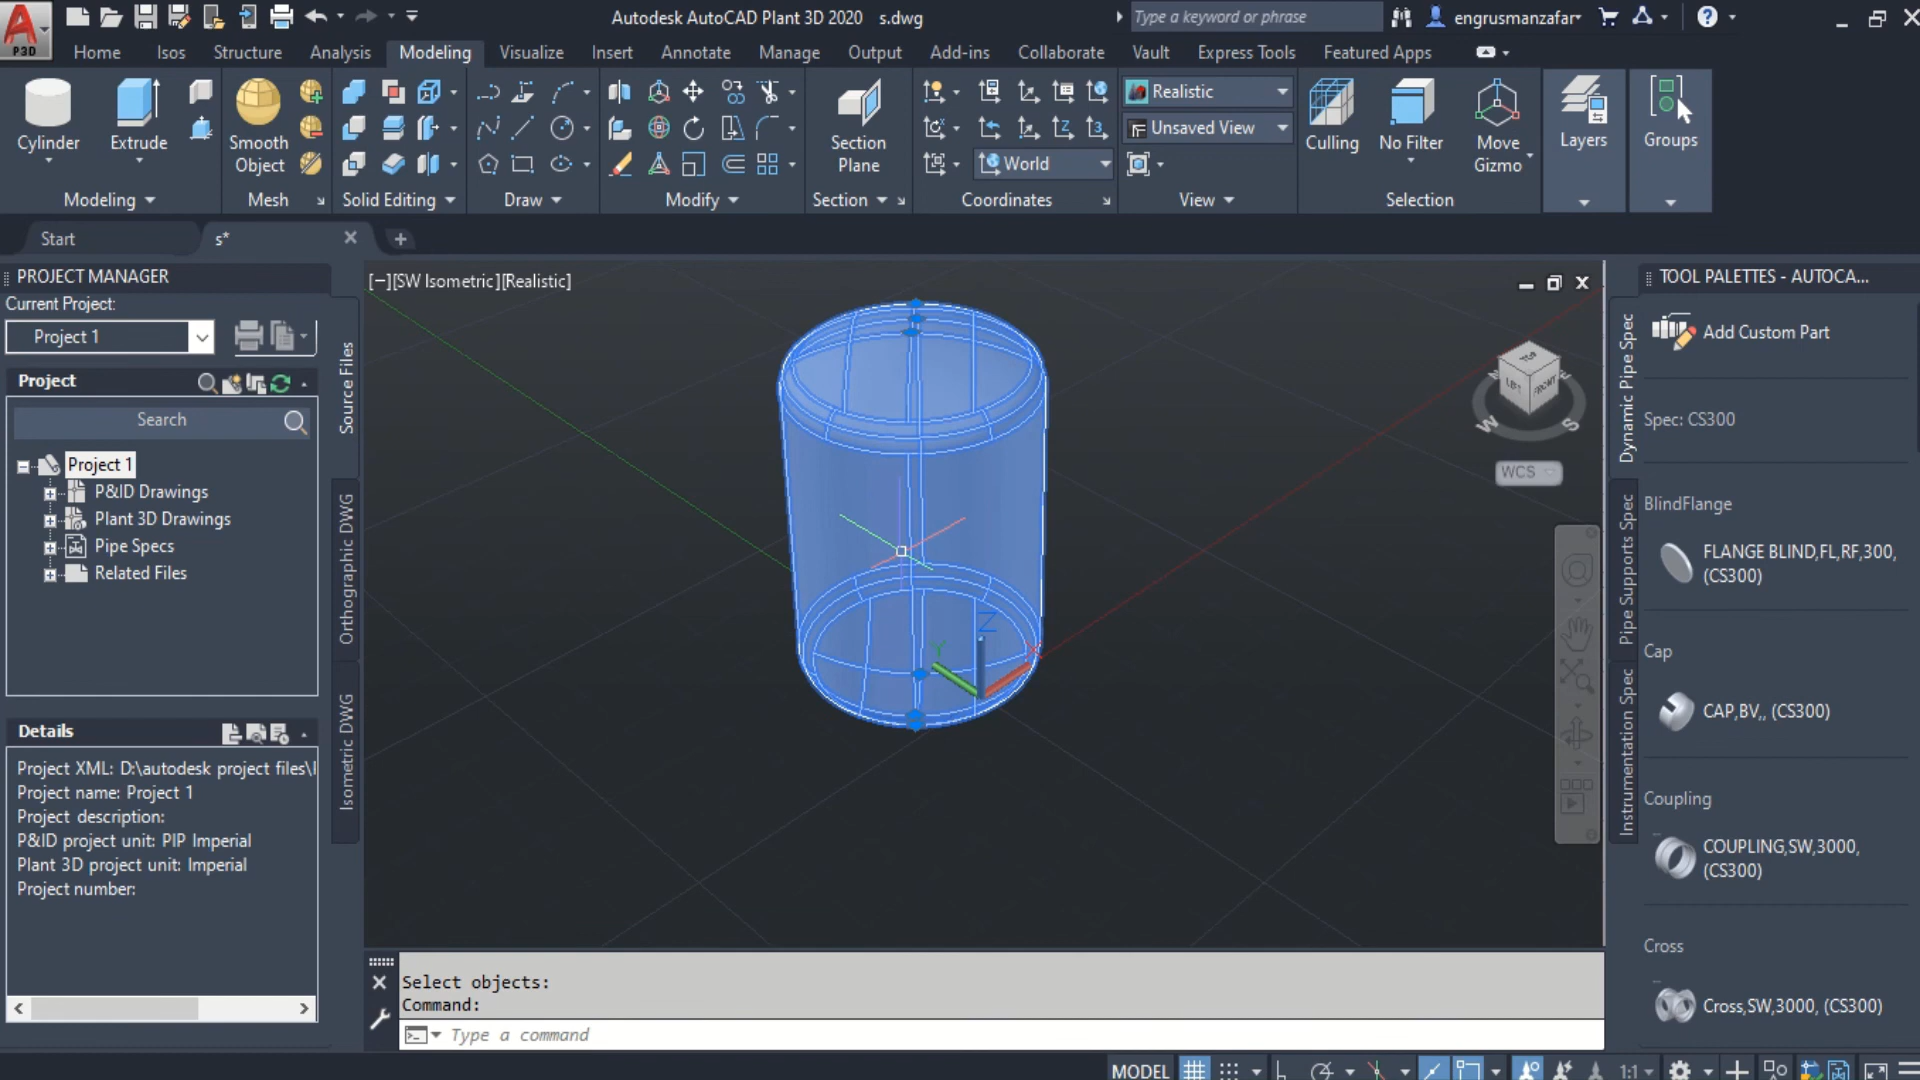 Autodesk AutoCAD Plant 3D 2020 s.dwg
Type a keyword or phrase
engrusmanzafar
P3D
Home Isos Structure Analysis Modeling Visualize Insert Annotate Manage Output Add-ins Collaborate Vault Express Tools Featured Apps
Cylinder
Extrude
Smooth
Object
Section
Plane
Realistic
Unsaved View
World
Culling
No Filter
Move
Gizmo
Layers
Groups
Modeling
Mesh
Solid Editing
Draw
Modify
Section
Coordinates
View
Selection
Start
s*
PROJECT MANAGER
Current Project:
Project 1
Project
Search
Project 1
P&ID Drawings
Plant 3D Drawings
Pipe Specs
Related Files
Details
Project XML: D:\autodesk project files\
Project name: Project 1
Project description:
P&ID project unit: PIP Imperial
Plant 3D project unit: Imperial
Project number:
Source Files
Orthographic DWG
Isometric DWG
[−][SW Isometric][Realistic]
Z
Y
X
TOP
LEFT
FRONT
N
E
W
S
WCS
Select objects:
Command:
Type a command
TOOL PALETTES - AUTOCA...
Dynamic Pipe Spec
Pipe Supports Spec
Instrumentation Spec
Add Custom Part
Spec: CS300
BlindFlange
FLANGE BLIND,FL,RF,300,
(CS300)
Cap
CAP,BV,, (CS300)
Coupling
COUPLING,SW,3000,
(CS300)
Cross
Cross,SW,3000, (CS300)
MODEL
1:1